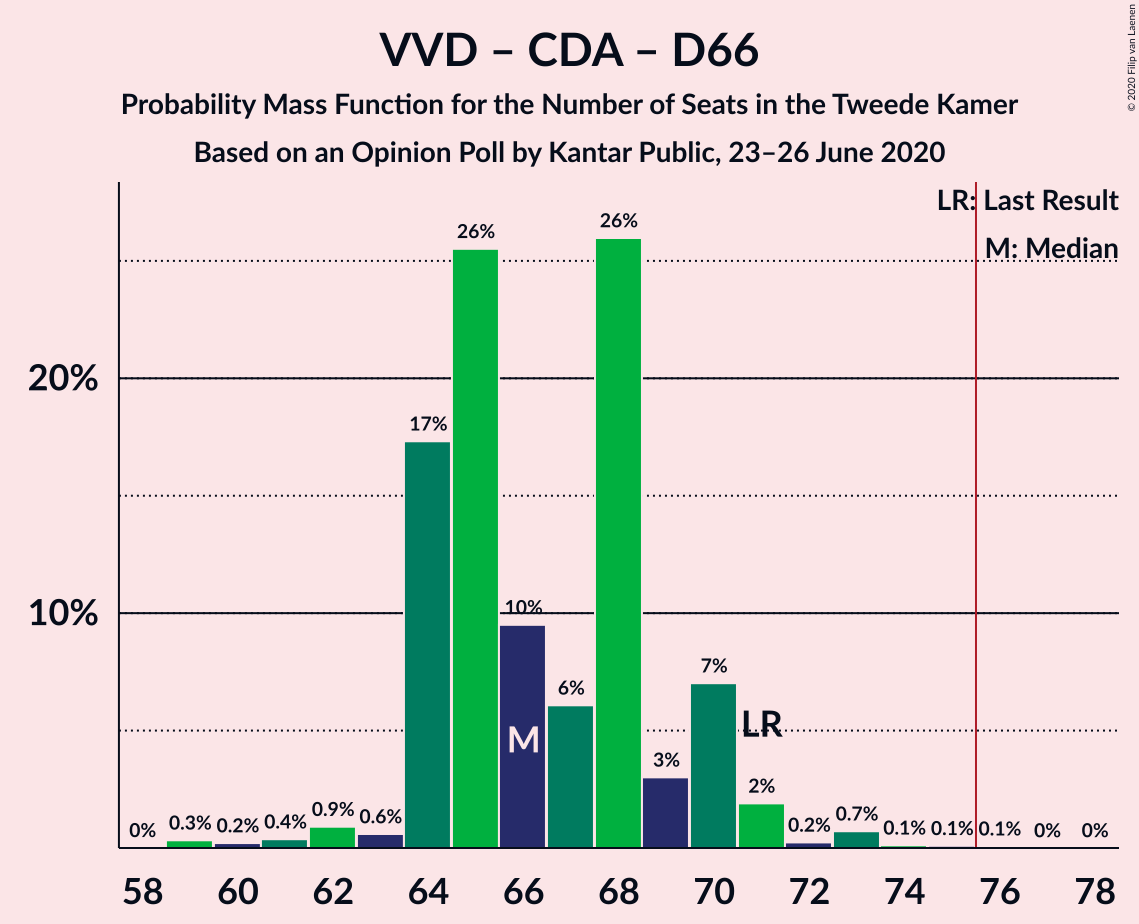 VVD – CDA – D66
Probability Mass Function for the Number of Seats in the Tweede Kamer
Based on an Opinion Poll by Kantar Public, 23–26 June 2020
© 2020 Filip van Laenen
LR: Last Result
M: Median
20%
10%
0% 0.3% 0.2% 0.4% 0.9% 0.6% 17% 26% 10% 6% 26% 3% 7% 2% 0.2% 0.7% 0.1% 0.1% 0.1% 0% 0%
M
LR
58 60 62 64 66 68 70 72 74 76 78